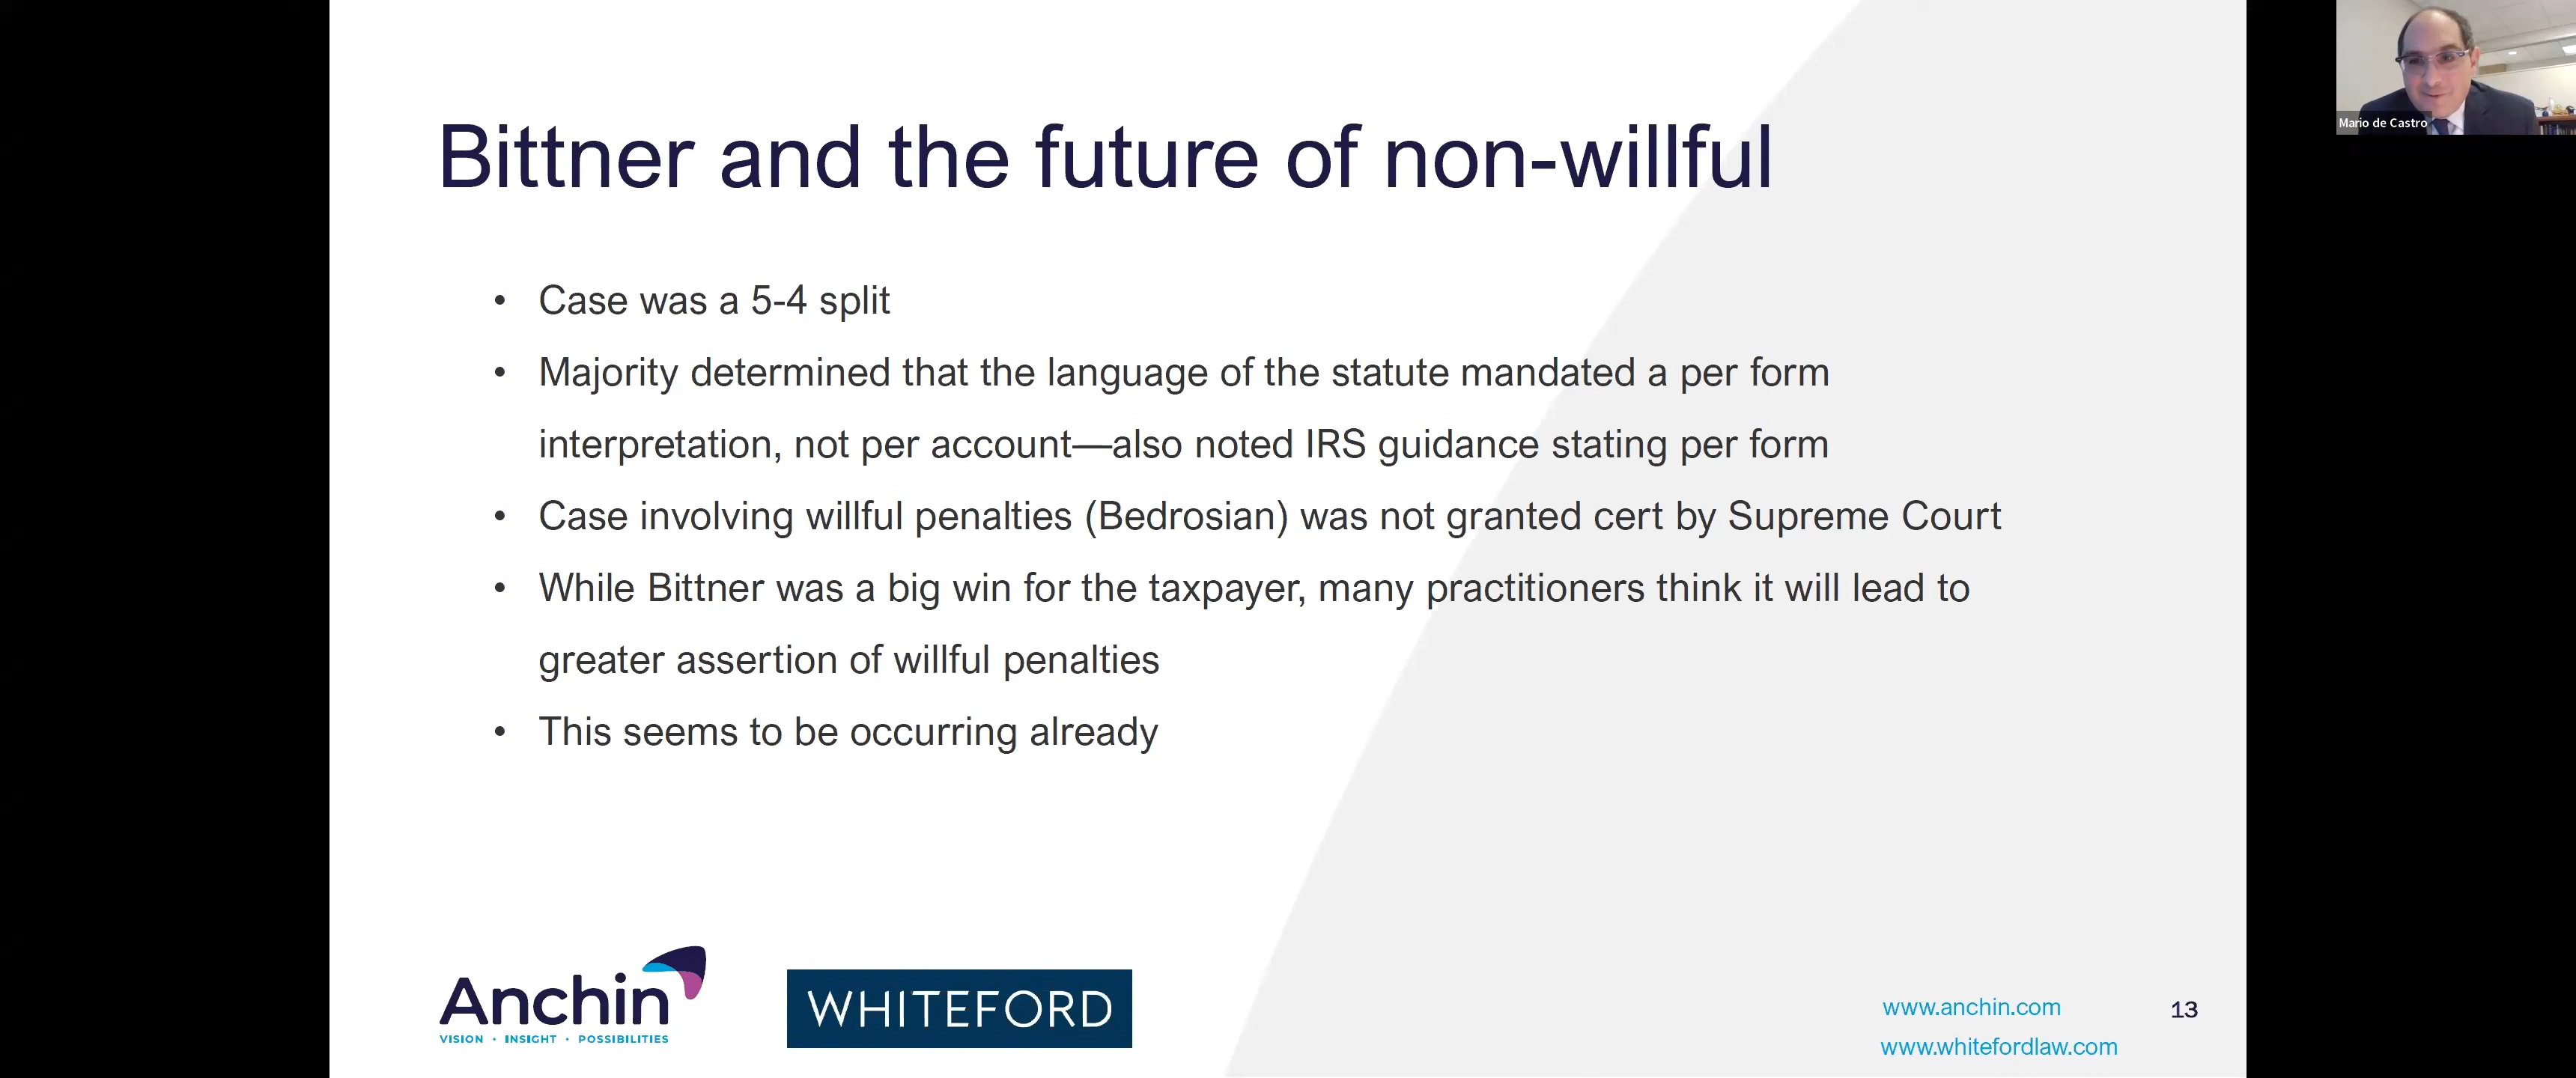 Mario de Castro
Bittner and the future of non-willful
• Case was a 5-4 split
• Majority determined that the language of the statute mandated a per form
interpretation, not per account—also noted IRS guidance stating per form
• Case involving willful penalties (Bedrosian) was not granted cert by Supreme Court
• While Bittner was a big win for the taxpayer, many practitioners think it will lead to
greater assertion of willful penalties
• This seems to be occurring already
Anchin
VISION · INSIGHT · POSSIBILITIES
WHITEFORD
www.anchin.com
13
www.whitefordlaw.com